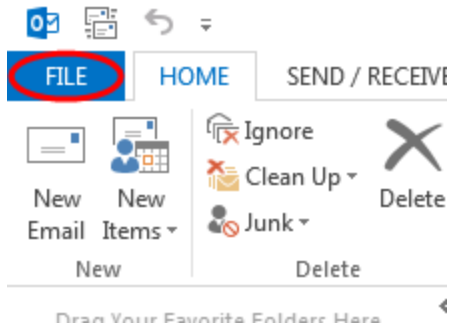 FILE HOME SEND / RECEIVE
Ignore
Clean Up
Junk
New Email
New Items
Delete
New
Delete
Drag Your Favorite Folders Here